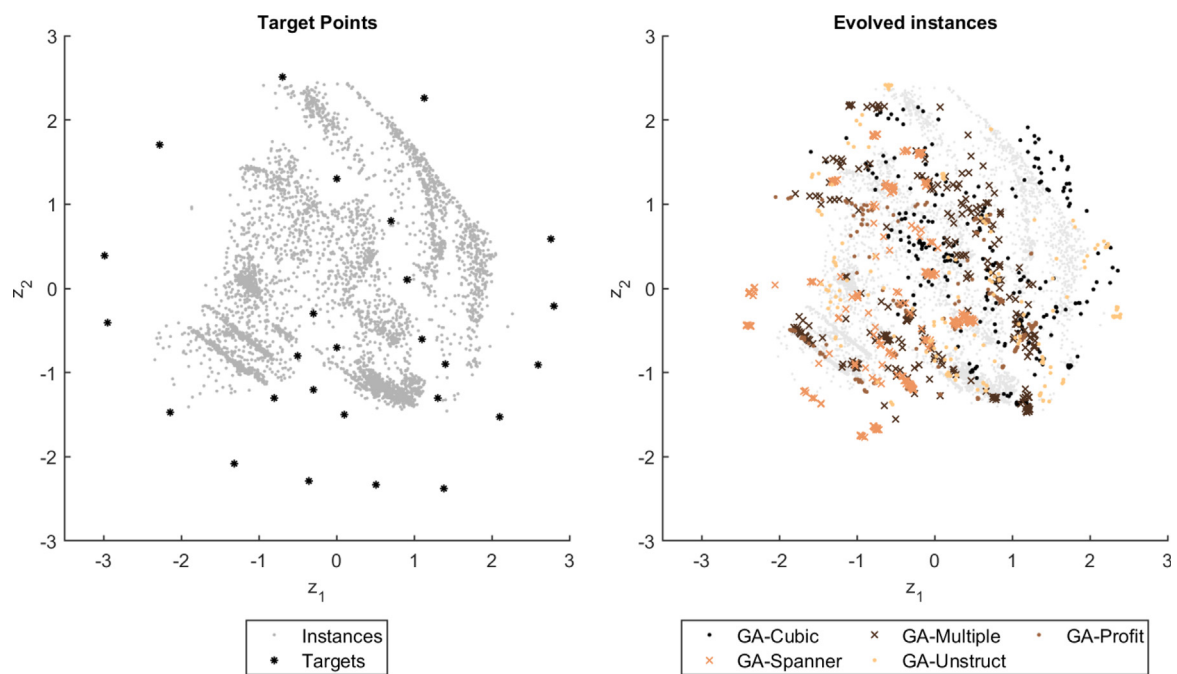 Target Points
3
2
1
0
-1
-2
-3
z2
-3 -2 -1 0 1 2 3
z1
Instances
Targets
Evolved instances
3
2
1
0
-1
-2
-3
z2
-3 -2 -1 0 1 2 3
z1
GA-Cubic GA-Multiple GA-Profit
GA-Spanner GA-Unstruct